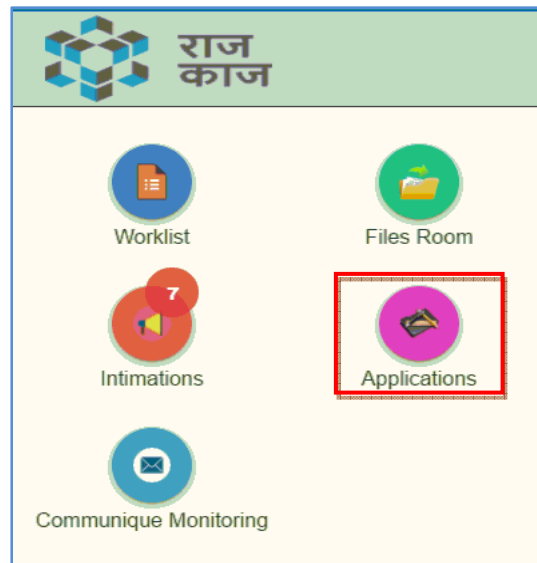 राज
काज
Worklist
Files Room
7
Intimations
Applications
Communique Monitoring